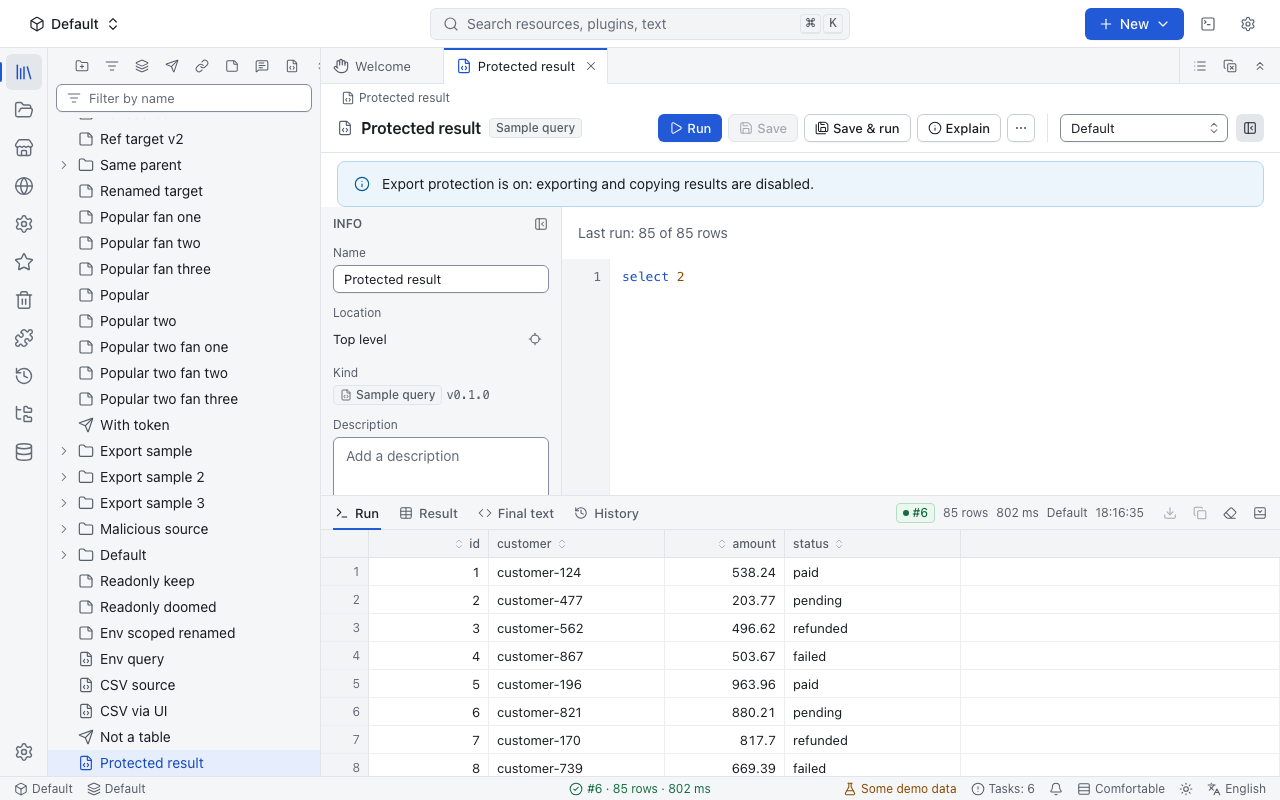 Default
Search resources, plugins, text
⌘ K
New
Filter by name
Ref target v2
Same parent
Renamed target
Popular fan one
Popular fan two
Popular fan three
Popular
Popular two
Popular two fan one
Popular two fan two
Popular two fan three
With token
Export sample
Export sample 2
Export sample 3
Malicious source
Default
Readonly keep
Readonly doomed
Env scoped renamed
Env query
CSV source
CSV via UI
Not a table
Protected result
Welcome
Protected result
Protected result
Protected result
Sample query
Run
Save
Save & run
Explain
Default
Export protection is on: exporting and copying results are disabled.
INFO
Name
Protected result
Location
Top level
Kind
Sample query v0.1.0
Description
Add a description
Last run: 85 of 85 rows
1 select 2
Run
Result
Final text
History
#6 85 rows 802 ms Default 18:16:35
id customer amount status
1 1 customer-124 538.24 paid
2 2 customer-477 203.77 pending
3 3 customer-562 496.62 refunded
4 4 customer-867 503.67 failed
5 5 customer-196 963.96 paid
6 6 customer-821 880.21 pending
7 7 customer-170 817.7 refunded
8 8 customer-739 669.39 failed
Default
Default
#6 · 85 rows · 802 ms
Some demo data
Tasks: 6
Comfortable
English